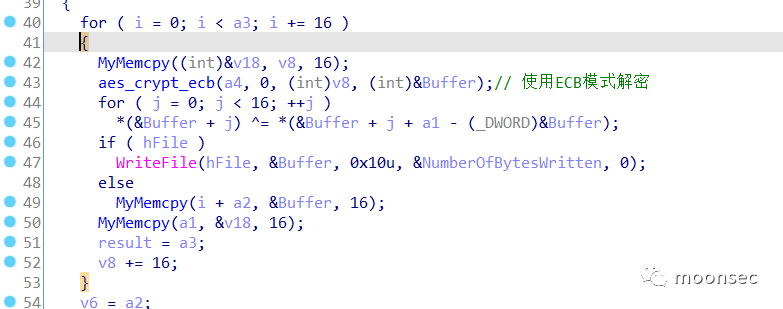 39 {
40 for ( i = 0; i < a3; i += 16 )
41 {
42 MyMemcpy((int)&v18, v8, 16);
43 aes_crypt_ecb(a4, 0, (int)v8, (int)&Buffer);// 使用ECB模式解密
44 for ( j = 0; j < 16; ++j )
45 *(&Buffer + j) ^= *(&Buffer + j + a1 - (_DWORD)&Buffer);
46 if ( hFile )
47 WriteFile(hFile, &Buffer, 0x10u, &NumberOfBytesWritten, 0);
48 else
49 MyMemcpy(i + a2, &Buffer, 16);
50 MyMemcpy(a1, &v18, 16);
51 result = a3;
52 v8 += 16;
53 }
54 v6 = a2;
moonsec